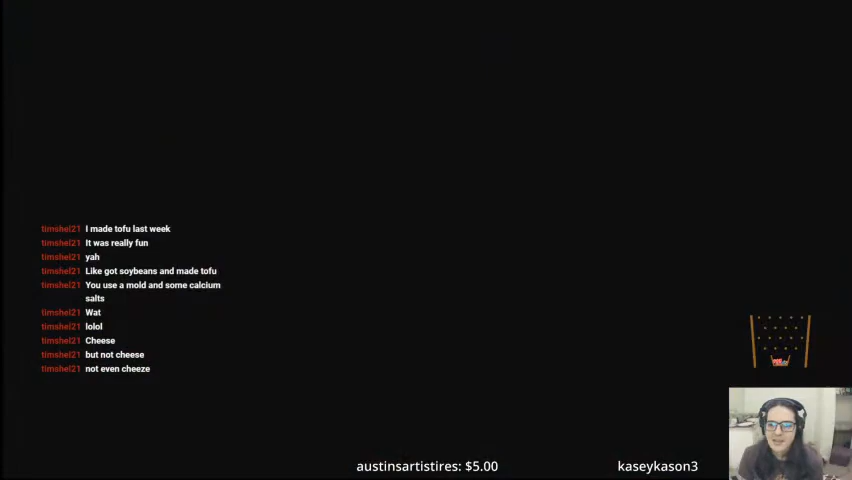 timshel21 I made tofu last week
timshel21 It was really fun
timshel21 yah
timshel21 Like got soybeans and made tofu
timshel21 You use a mold and some calcium
salts
timshel21 Wat
timshel21 lolol
timshel21 Cheese
timshel21 but not cheese
timshel21 not even cheeze
austinsartistires: $5.00
kaseykason3